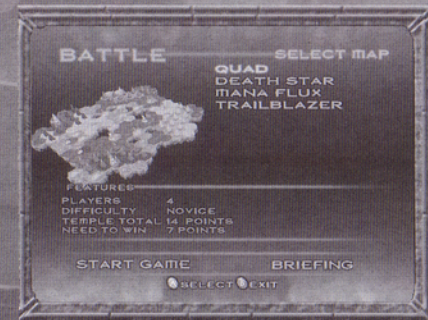 BATTLE
SELECT MAP
QUAD
DEATH STAR
MANA FLUX
TRAILBLAZER
FEATURES
PLAYERS 4
DIFFICULTY NOVICE
TEMPLE TOTAL 14 POINTS
NEED TO WIN 7 POINTS
START GAME BRIEFING
SELECT EXIT